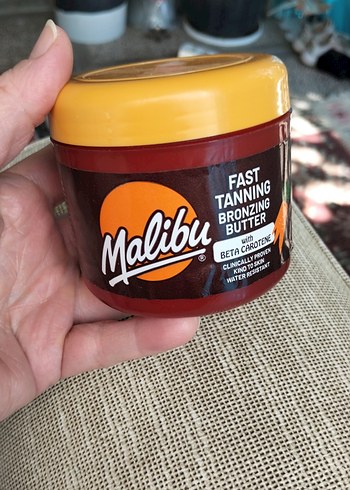 Malibu®
FAST
TANNING
BRONZING
BUTTER
with
BETA CAROTENE
CLINICALLY PROVEN
KIND TO SKIN
WATER RESISTANT